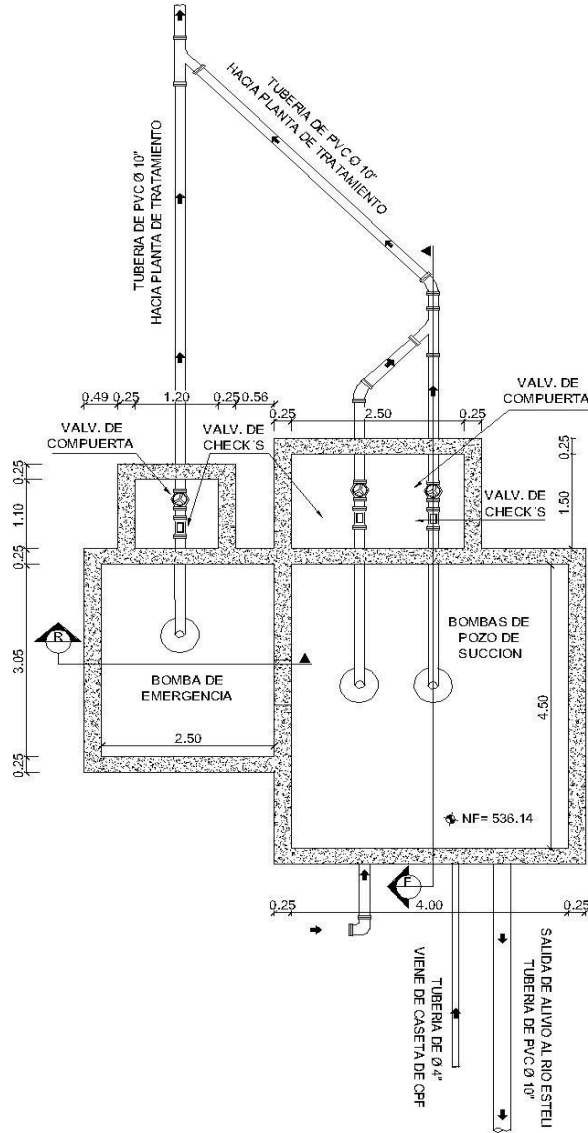 TUBERIA DE PVC Ø 10"
HACIA PLANTA DE TRATAMIENTO
TUBERIA DE PVC Ø 10"
HACIA PLANTA DE TRATAMIENTO
0.49
0.25
1.20
0.25
0.56
0.25
2.50
0.25
VALV. DE
COMPUERTA
VALV. DE
CHECK´S
VALV. DE
COMPUERTA
VALV. DE
CHECK´S
0.25
1.10
0.25
3.05
0.25
0.25
1.50
R
BOMBA DE
EMERGENCIA
BOMBAS DE
POZO DE
SUCCION
2.50
4.50
NF= 536.14
F
0.25
4.00
0.25
TUBERIA DE Ø 4"
VIENE DE CASETA DE CPF
SALIDA DE ALIVIO AL RIO ESTELI
TUBERIA DE PVC Ø 10"